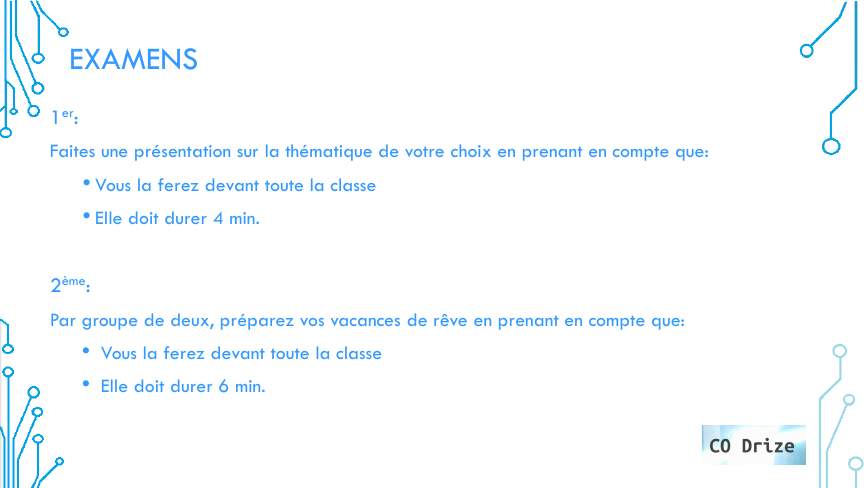 EXAMENS
1er:
Faites une présentation sur la thématique de votre choix en prenant en compte que:
• Vous la ferez devant toute la classe
• Elle doit durer 4 min.
2ème:
Par groupe de deux, préparez vos vacances de rêve en prenant en compte que:
• Vous la ferez devant toute la classe
• Elle doit durer 6 min.
CO Drize